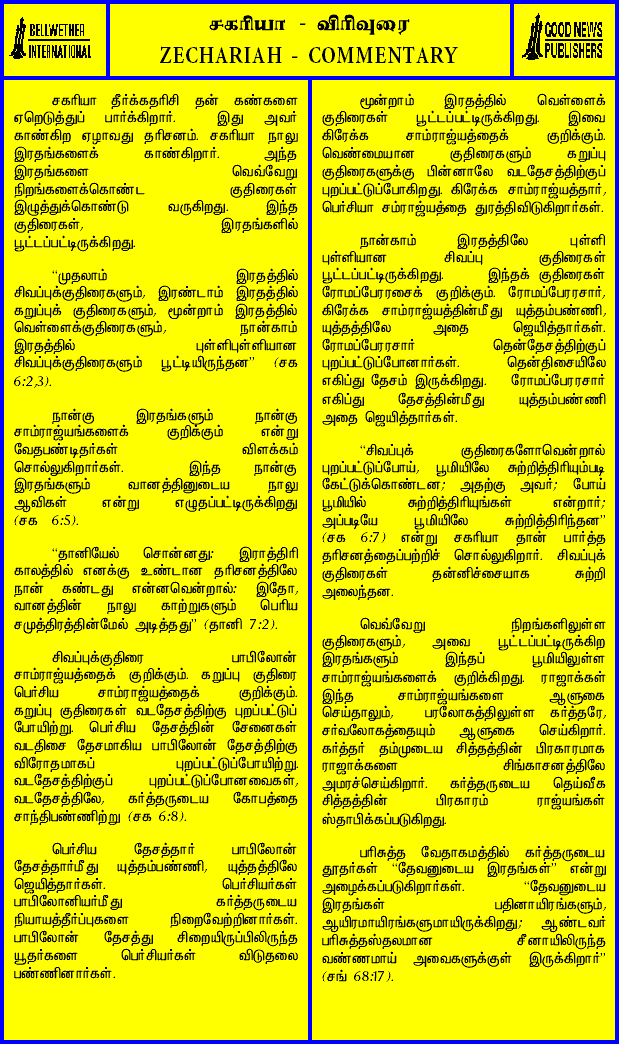 BELLWETHER
INTERNATIONAL
சகரியா - விரிவுரை
ZECHARIAH - COMMENTARY
GOOD NEWS
PUBLISHERS
சகரியா தீர்க்கதரிசி தன் கண்களை
ஏறெடுத்துப் பார்க்கிறார். இது அவர்
காண்கிற ஏழாவது தரிசனம். சகரியா நாலு
இரதங்களைக் காண்கிறார். அந்த
இரதங்களை வெவ்வேறு
நிறங்களைக்கொண்ட குதிரைகள்
இழுத்துக்கொண்டு வருகிறது. இந்த
குதிரைகள், இரதங்களில்
பூட்டப்பட்டிருக்கிறது.
“முதலாம் இரதத்தில்
சிவப்புக்குதிரைகளும், இரண்டாம் இரதத்தில்
கறுப்புக் குதிரைகளும், மூன்றாம் இரதத்தில்
வெள்ளைக்குதிரைகளும், நான்காம்
இரதத்தில் புள்ளிபுள்ளியான
சிவப்புக்குதிரைகளும் பூட்டியிருந்தன” (சக
6:2,3).
நான்கு இரதங்களும் நான்கு
சாம்ராஜ்யங்களைக் குறிக்கும் என்று
வேதபண்டிதர்கள் விளக்கம்
சொல்லுகிறார்கள். இந்த நான்கு
இரதங்களும் வானத்தினுடைய நாலு
ஆவிகள் என்று எழுதப்பட்டிருக்கிறது
(சக 6:5).
“தானியேல் சொன்னது: இராத்திரி
காலத்தில் எனக்கு உண்டான தரிசனத்திலே
நான் கண்டது என்னவென்றால்: இதோ,
வானத்தின் நாலு காற்றுகளும் பெரிய
சமுத்திரத்தின்மேல் அடித்தது” (தானி 7:2).
சிவப்புக்குதிரை பாபிலோன்
சாம்ராஜ்யத்தைக் குறிக்கும். கறுப்பு குதிரை
பெர்சிய சாம்ராஜ்யத்தைக் குறிக்கும்.
கறுப்பு குதிரைகள் வடதேசத்திற்கு புறப்பட்டுப்
போயிற்று. பெர்சிய தேசத்தின் சேனைகள்
வடதிசை தேசமாகிய பாபிலோன் தேசத்திற்கு
விரோதமாகப் புறப்பட்டுப்போயிற்று.
வடதேசத்திற்குப் புறப்பட்டுப்போனவைகள்,
வடதேசத்திலே, கர்த்தருடைய கோபத்தை
சாந்திபண்ணிற்று (சக 6:8).
பெர்சிய தேசத்தார் பாபிலோன்
தேசத்தார்மீது யுத்தம்பண்ணி, யுத்தத்திலே
ஜெயித்தார்கள். பெர்சியர்கள்
பாபிலோனியர்மீது கர்த்தருடைய
நியாயத்தீர்ப்புகளை நிறைவேற்றினார்கள்.
பாபிலோன் தேசத்து சிறையிருப்பிலிருந்த
யூதர்களை பெர்சியர்கள் விடுதலை
பண்ணினார்கள்.
மூன்றாம் இரதத்தில் வெள்ளைக்
குதிரைகள் பூட்டப்பட்டிருக்கிறது. இவை
கிரேக்க சாம்ராஜ்யத்தைக் குறிக்கும்.
வெண்மையான குதிரைகளும் கறுப்பு
குதிரைகளுக்கு பின்னாலே வடதேசத்திற்குப்
புறப்பட்டுப்போகிறது. கிரேக்க சாம்ராஜ்யத்தார்,
பெர்சியா சம்ராஜ்யத்தை துரத்திவிடுகிறார்கள்.
நான்காம் இரதத்திலே புள்ளி
புள்ளியான சிவப்பு குதிரைகள்
பூட்டப்பட்டிருக்கிறது. இந்தக் குதிரைகள்
ரோமப்பேரரசைக் குறிக்கும். ரோமப்பேரரசார்,
கிரேக்க சாம்ராஜ்யத்தின்மீது யுத்தம்பண்ணி,
யுத்தத்திலே அதை ஜெயித்தார்கள்.
ரோமப்பேரரசார் தென்தேசத்திற்குப்
புறப்பட்டுப்போனார்கள். தென்திசையிலே
எகிப்து தேசம் இருக்கிறது. ரோமப்பேரரசார்
எகிப்து தேசத்தின்மீது யுத்தம்பண்ணி
அதை ஜெயித்தார்கள்.
“சிவப்புக் குதிரைகளோவென்றால்
புறப்பட்டுப்போய், பூமியிலே சுற்றித்திரியும்படி
கேட்டுக்கொண்டன; அதற்கு அவர்; போய்
பூமியில் சுற்றித்திரியுங்கள் என்றார்;
அப்படியே பூமியிலே சுற்றித்திரிந்தன”
(சக 6:7) என்று சகரியா தான் பார்த்த
தரிசனத்தைப்பற்றிச் சொல்லுகிறார். சிவப்புக்
குதிரைகள் தன்னிச்சையாக சுற்றி
அலைந்தன.
வெவ்வேறு நிறங்களிலுள்ள
குதிரைகளும், அவை பூட்டப்பட்டிருக்கிற
இரதங்களும் இந்தப் பூமியிலுள்ள
சாம்ராஜ்யங்களைக் குறிக்கிறது. ராஜாக்கள்
இந்த சாம்ராஜ்யங்களை ஆளுகை
செய்தாலும், பரலோகத்திலுள்ள கர்த்தரே,
சர்வலோகத்தையும் ஆளுகை செய்கிறார்.
கர்த்தர் தம்முடைய சித்தத்தின் பிரகாரமாக
ராஜாக்களை சிங்காசனத்திலே
அமரச்செய்கிறார். கர்த்தருடைய தெய்வீக
சித்தத்தின் பிரகாரம் ராஜ்யங்கள்
ஸ்தாபிக்கப்படுகிறது.
பரிசுத்த வேதாகமத்தில் கர்த்தருடைய
தூதர்கள் “தேவனுடைய இரதங்கள்” என்று
அழைக்கப்படுகிறார்கள். “தேவனுடைய
இரதங்கள் பதினாயிரங்களும்,
ஆயிரமாயிரங்களுமாயிருக்கிறது; ஆண்டவர்
பரிசுத்தஸ்தலமான சீனாயிலிருந்த
வண்ணமாய் அவைகளுக்குள் இருக்கிறார்”
(சங் 68:17).